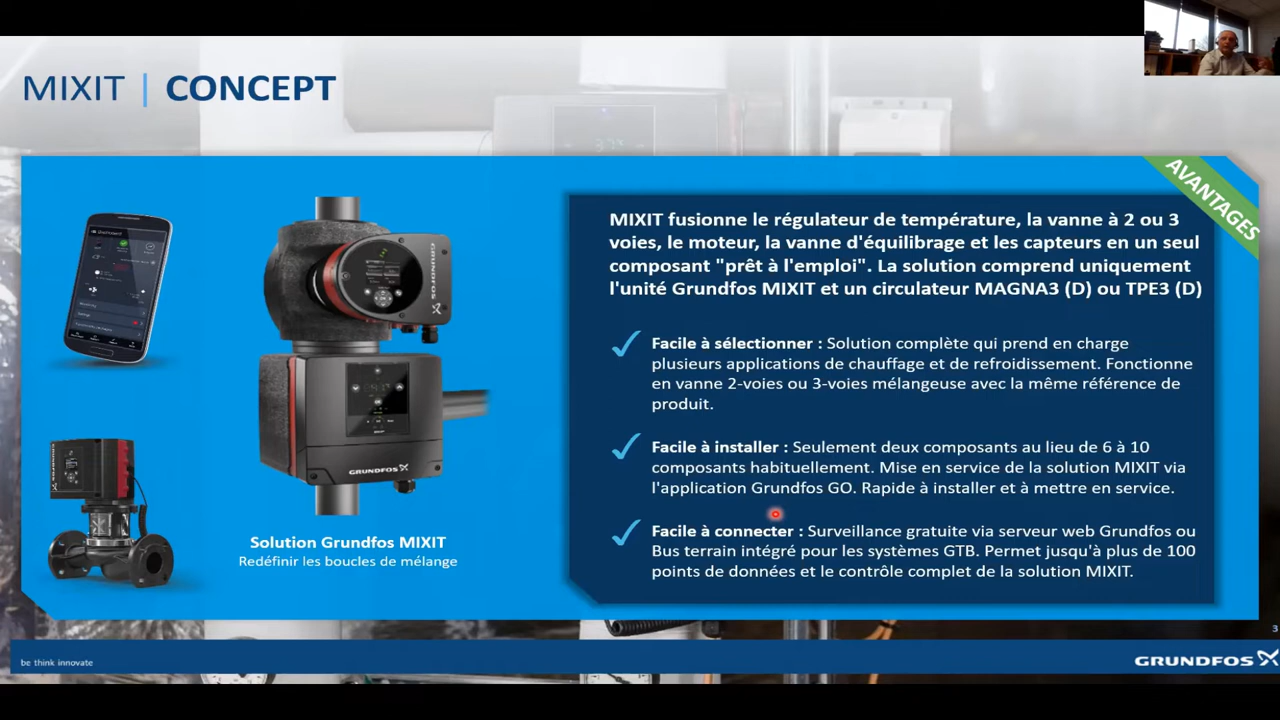 MIXIT | CONCEPT
AVANTAGES
MIXIT fusionne le régulateur de température, la vanne à 2 ou 3
voies, le moteur, la vanne d'équilibrage et les capteurs en un seul
composant "prêt à l'emploi". La solution comprend uniquement
l'unité Grundfos MIXIT et un circulateur MAGNA3 (D) ou TPE3 (D)
Facile à sélectionner : Solution complète qui prend en charge
plusieurs applications de chauffage et de refroidissement. Fonctionne
en vanne 2-voies ou 3-voies mélangeuse avec la même référence de
produit.
Facile à installer : Seulement deux composants au lieu de 6 à 10
composants habituellement. Mise en service de la solution MIXIT via
l'application Grundfos GO. Rapide à installer et à mettre en service.
Facile à connecter : Surveillance gratuite via serveur web Grundfos ou
Bus terrain intégré pour les systèmes GTB. Permet jusqu'à plus de 100
points de données et le contrôle complet de la solution MIXIT.
GRUNDFOS
GRUNDFOS
Solution Grundfos MIXIT
Redéfinir les boucles de mélange
3
be think innovate
GRUNDFOS